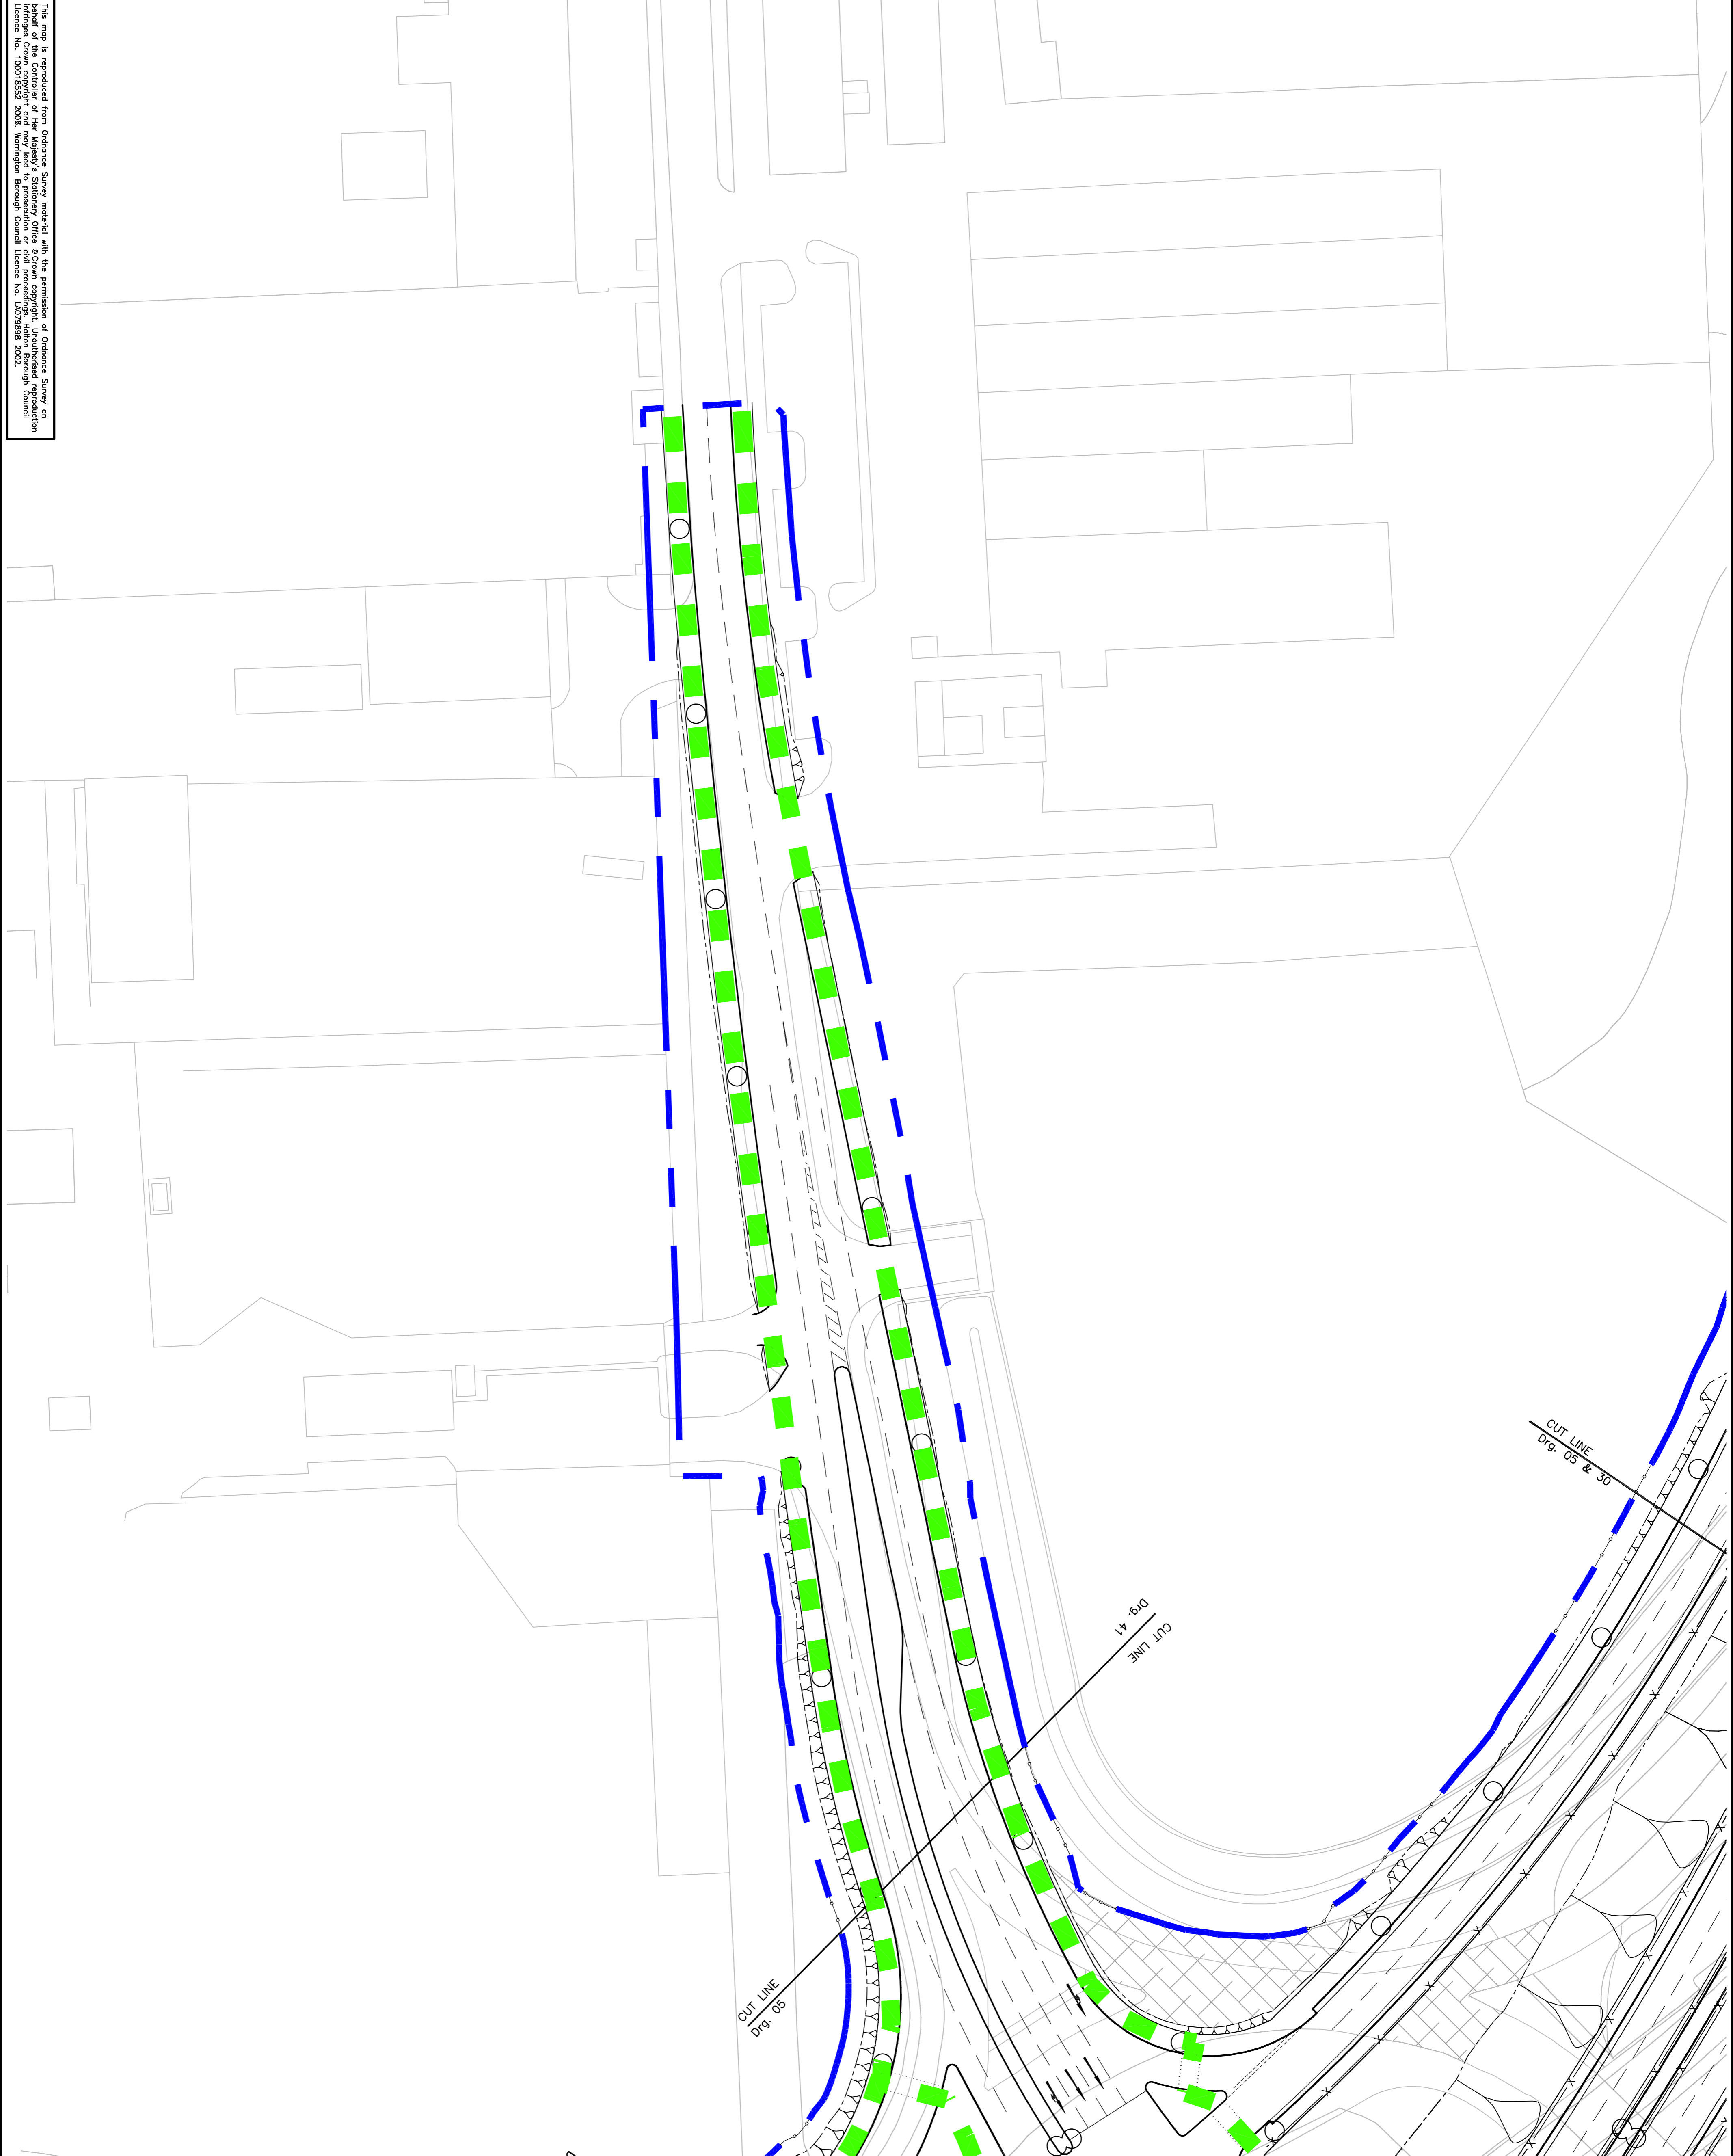 This map is reproduced from Ordnance Survey material with the permission of Ordnance Survey on
behalf of the Controller of Her Majesty's Stationery Office © Crown copyright. Unauthorised reproduction
infringes Crown copyright and may lead to prosecution or civil proceedings. Halton Borough Council
Licence No. 100018552 2008. Warrington Borough Council Licence No. LA079898 2002.
CUT LINE
Drg. 05 & 30
Drg. 41
CUT LINE
CUT LINE
Drg. 05